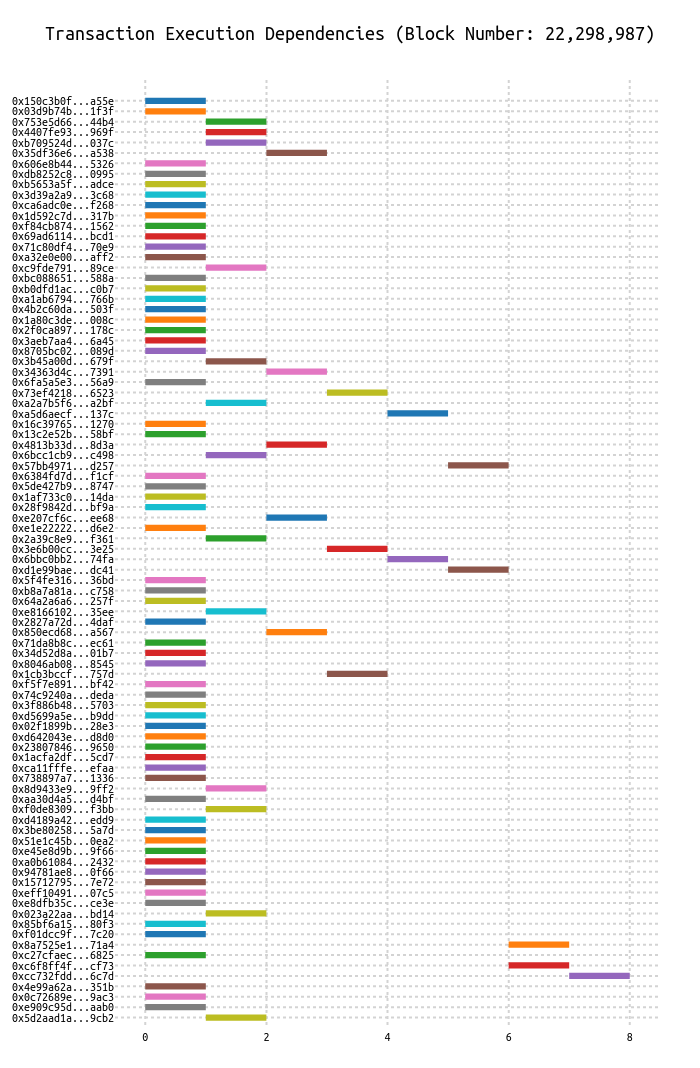 Transaction Execution Dependencies (Block Number: 22,298,987)
0x150c3b0f...a55e
0x03d9b74b...1f3f
0x753e5d66...44b4
0x4407fe93...969f
0xb709524d...037c
0x35df36e6...a538
0x606e8b44...5326
0xdb8252c8...0995
0xb5653a5f...adce
0x3d39a2a9...3c68
0xca6adc0e...f268
0x1d592c7d...317b
0xf84cb874...1562
0x69ad6114...bcd1
0x71c80df4...70e9
0xa32e0e00...aff2
0xc9fde791...89ce
0xbc088651...588a
0xb0dfd1ac...c0b7
0xa1ab6794...766b
0x4b2c60da...503f
0x1a80c3de...008c
0x2f0ca897...178c
0x3aeb7aa4...6a45
0x8705bc02...089d
0x3b45a00d...679f
0x34363d4c...7391
0x6fa5a5e3...56a9
0x73ef4218...6523
0xa2a7b5f6...a2bf
0xa5d6aecf...137c
0x16c39765...1270
0x13c2e52b...58bf
0x4813b33d...8d3a
0x6bcc1cb9...c498
0x57bb4971...d257
0x6384fd7d...f1cf
0x5de427b9...8747
0x1af733c0...14da
0x28f9842d...bf9a
0xe207cf6c...ee68
0xe1e22222...d6e2
0x2a39c8e9...f361
0x3e6b00cc...3e25
0x6bbc0bb2...74fa
0xd1e99bae...dc41
0x5f4fe316...36bd
0xb8a7a81a...c758
0x64a2a6a6...257f
0xe8166102...35ee
0x2827a72d...4daf
0x850ecd68...a567
0x71da8b8c...ec61
0x34d52d8a...01b7
0x8046ab08...8545
0x1cb3bccf...757d
0xf5f7e891...bf42
0x74c9240a...deda
0x3f886b48...5703
0xd5699a5e...b9dd
0x02f1899b...28e3
0xd642043e...d8d0
0x23807846...9650
0x1acfa2df...5cd7
0xca11fffe...efaa
0x738897a7...1336
0x8d9433e9...9ff2
0xaa30d4a5...d4bf
0xf0de8309...f3bb
0xd4189a42...edd9
0x3be80258...5a7d
0x51e1c45b...0ea2
0xe45e8d9b...9f66
0xa0b61084...2432
0x94781ae8...0f66
0x15712795...7e72
0xeff10491...07c5
0xe8dfb35c...ce3e
0x023a22aa...bd14
0x85bf6a15...80f3
0xf01dcc9f...7c20
0x8a7525e1...71a4
0xc27cfaec...6825
0xc6f8ff4f...cf73
0xcc732fdd...6c7d
0x4e99a62a...351b
0x0c72689e...9ac3
0xe909c95d...aab0
0x5d2aad1a...9cb2
0 2 4 6 8